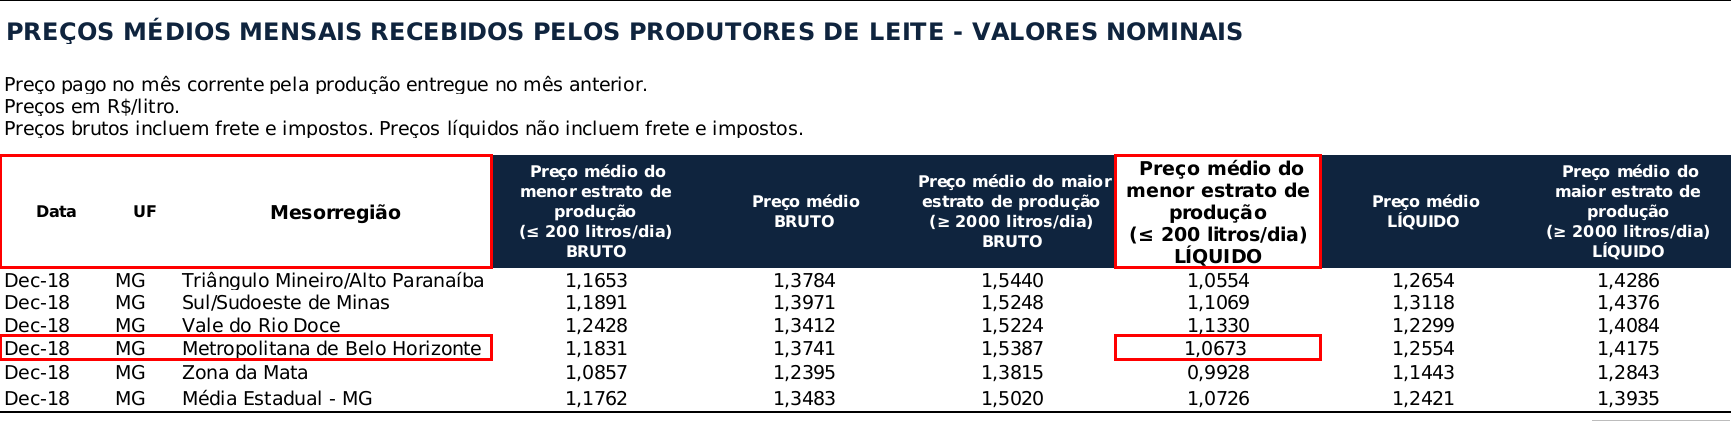 PREÇOS MÉDIOS MENSAIS RECEBIDOS PELOS PRODUTORES DE LEITE - VALORES NOMINAIS
Preço pago no mês corrente pela produção entregue no mês anterior.
Preços em R$/litro.
Preços brutos incluem frete e impostos. Preços líquidos não incluem frete e impostos.
Data UF Mesorregião
Preço médio do
menor estrato de
produção
(≤ 200 litros/dia)
BRUTO
Preço médio
BRUTO
Preço médio do maior
estrato de produção
(≥ 2000 litros/dia)
BRUTO
Preço médio do
menor estrato de
produção
(≤ 200 litros/dia)
LÍQUIDO
Preço médio
LÍQUIDO
Preço médio do
maior estrato de
produção
(≥ 2000 litros/dia)
LÍQUIDO
Dec-18 MG Triângulo Mineiro/Alto Paranaíba 1,1653 1,3784 1,5440 1,0554 1,2654 1,4286
Dec-18 MG Sul/Sudoeste de Minas 1,1891 1,3971 1,5248 1,1069 1,3118 1,4376
Dec-18 MG Vale do Rio Doce 1,2428 1,3412 1,5224 1,1330 1,2299 1,4084
Dec-18 MG Metropolitana de Belo Horizonte 1,1831 1,3741 1,5387 1,0673 1,2554 1,4175
Dec-18 MG Zona da Mata 1,0857 1,2395 1,3815 0,9928 1,1443 1,2843
Dec-18 MG Média Estadual - MG 1,1762 1,3483 1,5020 1,0726 1,2421 1,3935